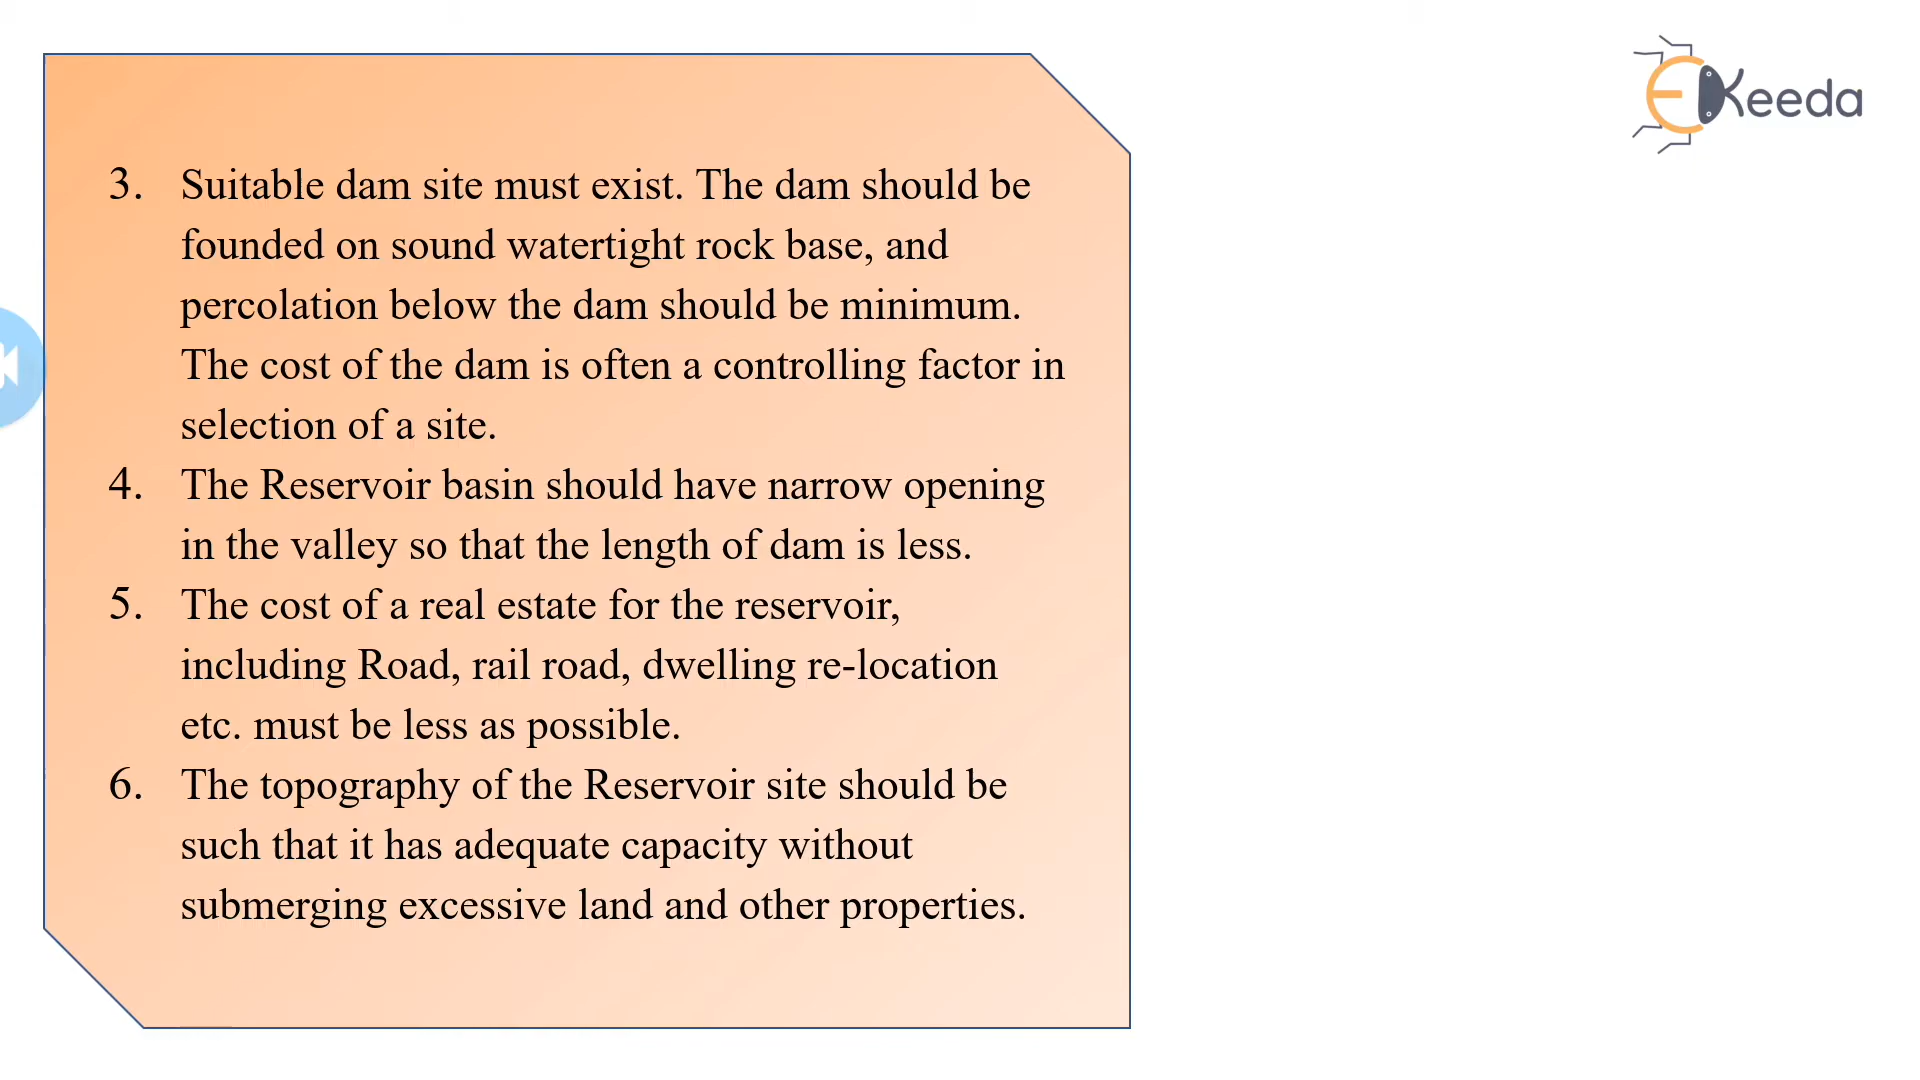 EKeeda
3. Suitable dam site must exist. The dam should be
founded on sound watertight rock base, and
percolation below the dam should be minimum.
The cost of the dam is often a controlling factor in
selection of a site.
4. The Reservoir basin should have narrow opening
in the valley so that the length of dam is less.
5. The cost of a real estate for the reservoir,
including Road, rail road, dwelling re-location
etc. must be less as possible.
6. The topography of the Reservoir site should be
such that it has adequate capacity without
submerging excessive land and other properties.